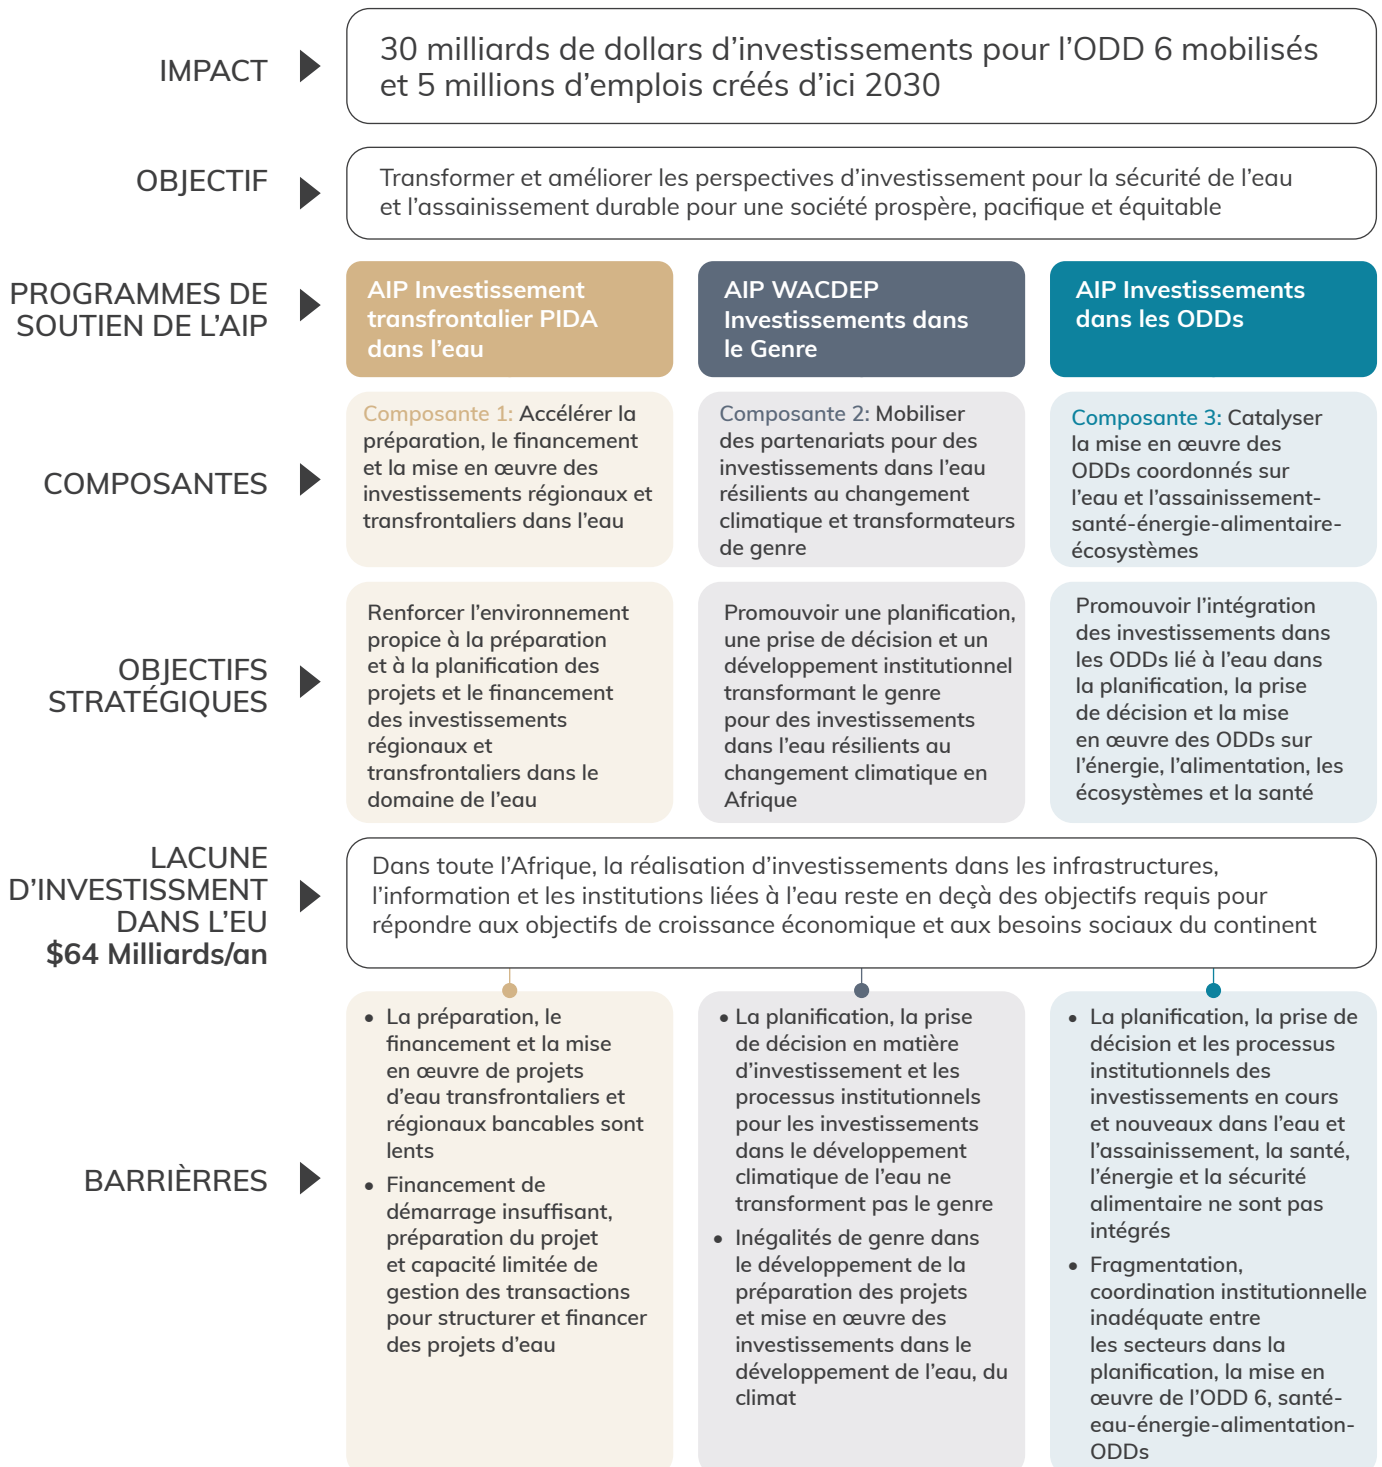 IMPACT
30 milliards de dollars d’investissements pour l’ODD 6 mobilisés
et 5 millions d’emplois créés d’ici 2030
OBJECTIF
Transformer et améliorer les perspectives d’investissement pour la sécurité de l’eau
et l’assainissement durable pour une société prospère, pacifique et équitable
PROGRAMMES DE
SOUTIEN DE L’AIP
AIP Investissement
transfrontalier PIDA
dans l’eau
AIP WACDEP
Investissements dans
le Genre
AIP Investissements
dans les ODDs
COMPOSANTES
Composante 1: Accélérer la
préparation, le financement
et la mise en œuvre des
investissements régionaux et
transfrontaliers dans l’eau
Composante 2: Mobiliser
des partenariats pour des
investissements dans l’eau
résilients au changement
climatique et transformateurs
de genre
Composante 3: Catalyser
la mise en œuvre des
ODDs coordonnés sur
l’eau et l’assainissement-
santé-énergie-alimentaire-
écosystèmes
OBJECTIFS
STRATÉGIQUES
Renforcer l’environnement
propice à la préparation
et à la planification des
projets et le financement
des investissements
régionaux et
transfrontaliers dans le
domaine de l’eau
Promouvoir une planification,
une prise de décision et un
développement institutionnel
transformant le genre
pour des investissements
dans l’eau résilients au
changement climatique en
Afrique
Promouvoir l’intégration
des investissements dans
les ODDs lié à l’eau dans
la planification, la prise
de décision et la mise
en œuvre des ODDs sur
l’énergie, l’alimentation, les
écosystèmes et la santé
LACUNE
D’INVESTISSMENT
DANS L’EU
$64 Milliards/an
Dans toute l’Afrique, la réalisation d’investissements dans les infrastructures,
l’information et les institutions liées à l’eau reste en deçà des objectifs requis pour
répondre aux objectifs de croissance économique et aux besoins sociaux du continent
BARRIÈRRES
• La préparation, le
financement et la mise
en œuvre de projets
d’eau transfrontaliers et
régionaux bancables sont
lents
• Financement de
démarrage insuffisant,
préparation du projet
et capacité limitée de
gestion des transactions
pour structurer et financer
des projets d’eau
• La planification, la prise
de décision en matière
d’investissement et les
processus institutionnels
pour les investissements
dans le développement
climatique de l’eau ne
transforment pas le genre
• Inégalités de genre dans
le développement de la
préparation des projets
et mise en œuvre des
investissements dans le
développement de l’eau, du
climat
• La planification, la prise de
décision et les processus
institutionnels des
investissements en cours
et nouveaux dans l’eau et
l’assainissement, la santé,
l’énergie et la sécurité
alimentaire ne sont pas
intégrés
• Fragmentation,
coordination institutionnelle
inadéquate entre
les secteurs dans la
planification, la mise en
œuvre de l’ODD 6, santé-
eau-énergie-alimentation-
ODDs